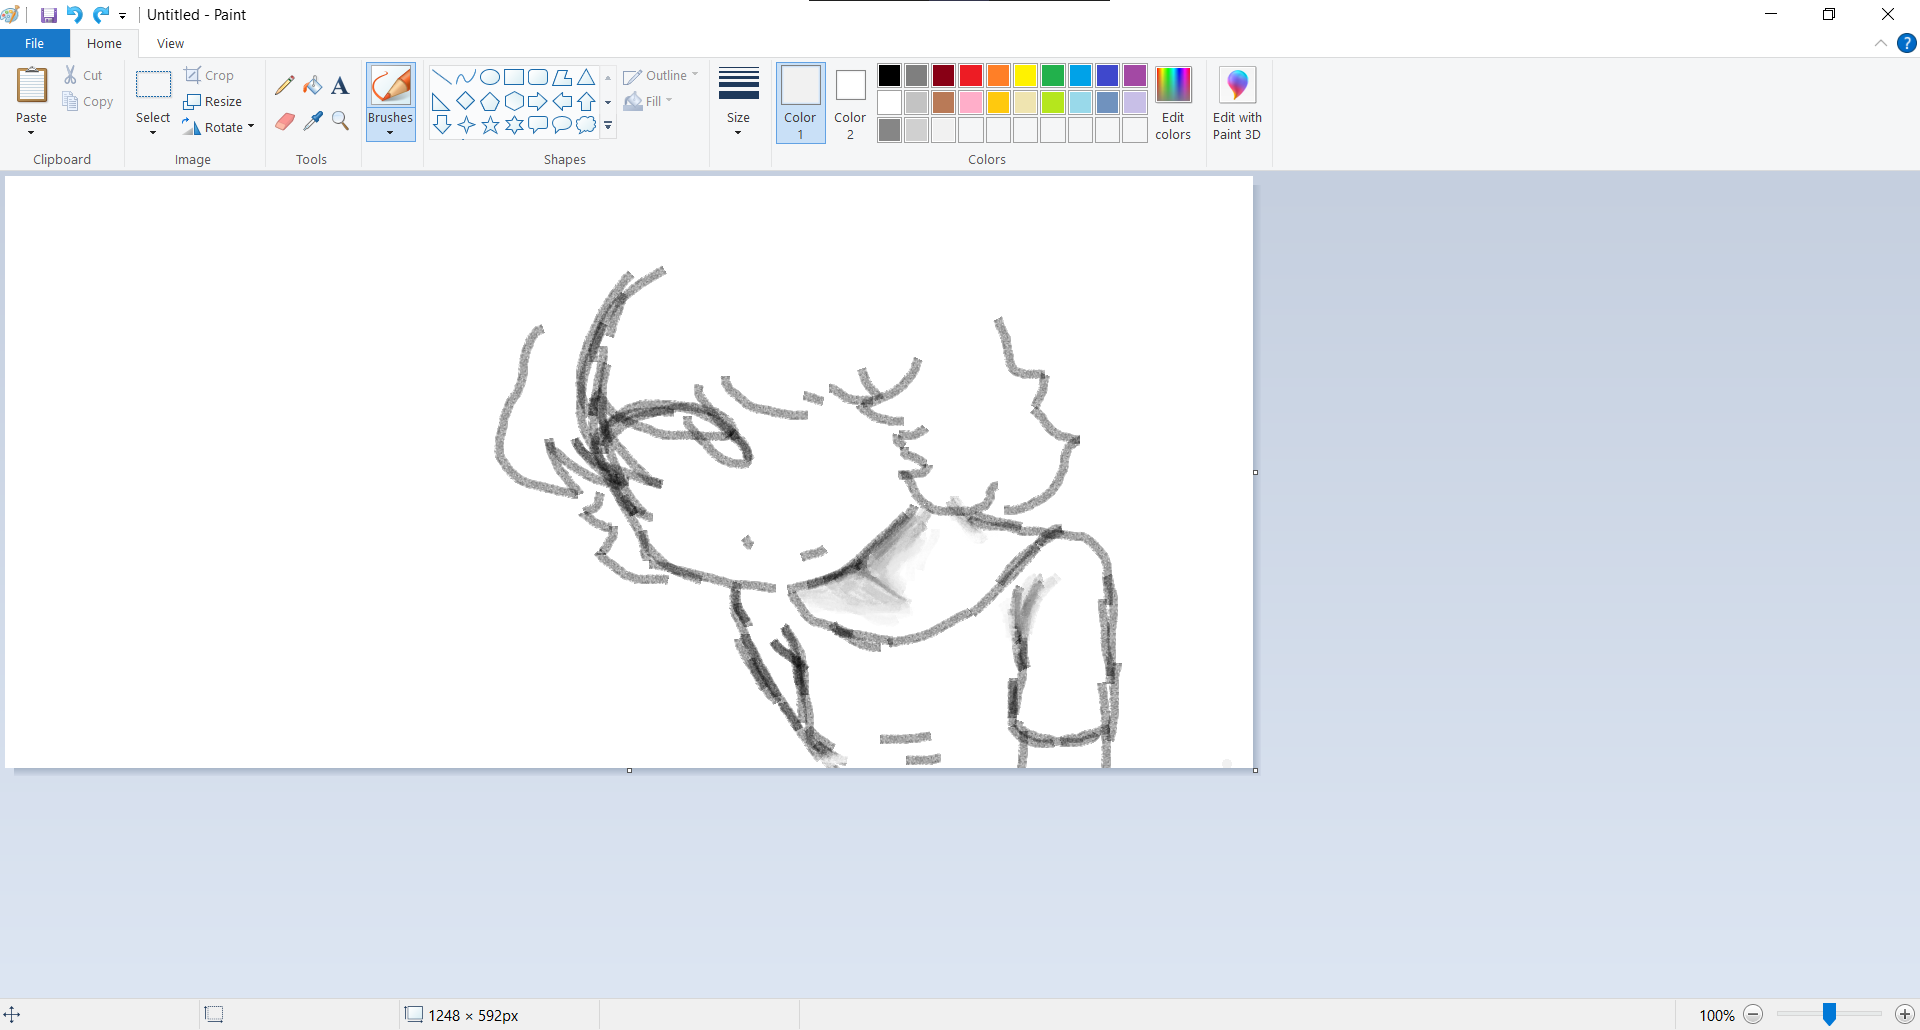 Untitled - Paint
File Home View
Paste
Cut
Copy
Clipboard
Select
Crop
Resize
Rotate
Image
A
Tools
Brushes
Outline
Fill
Shapes
Size
Color 1
Color 2
Edit colors
Colors
Edit with Paint 3D
?
1248 × 592px
100%